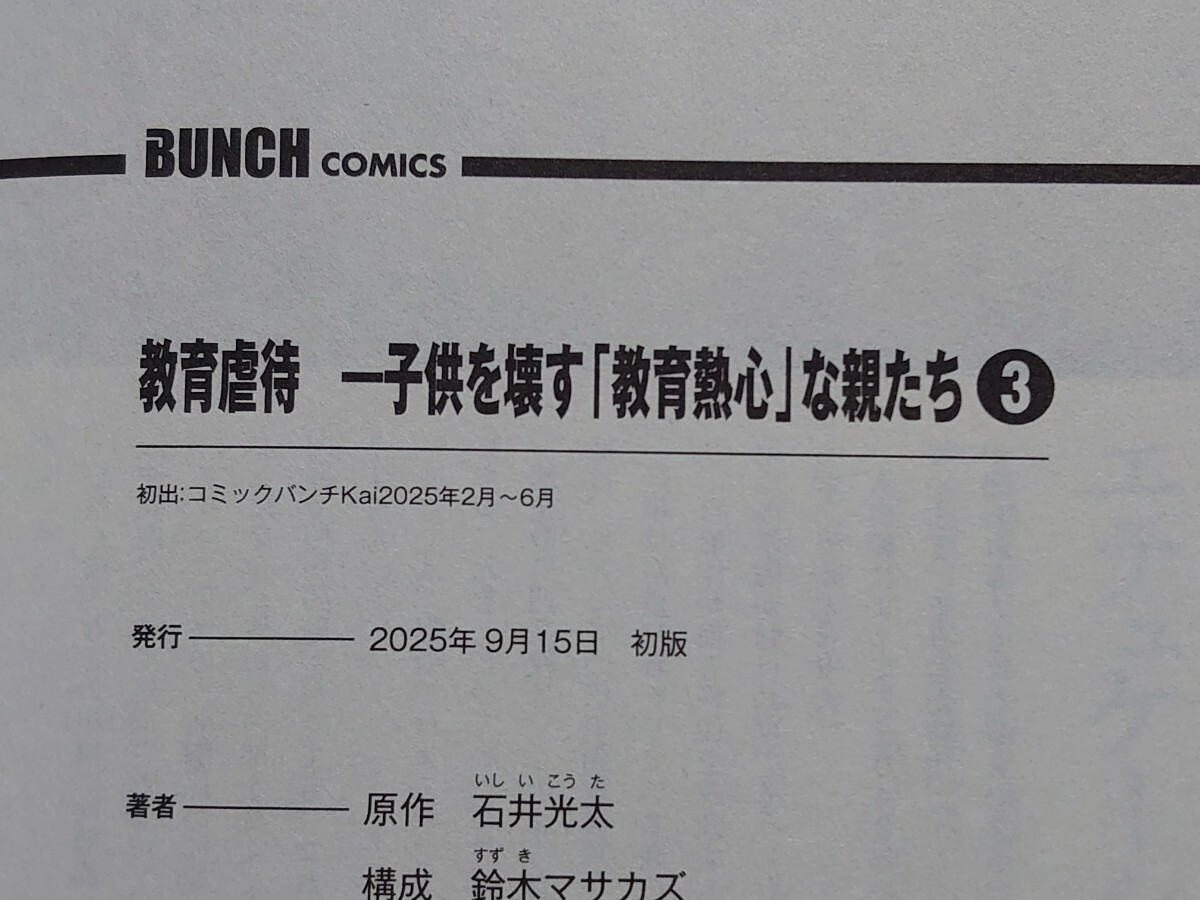 BUNCH COMICS
教育虐待 ―子供を壊す「教育熱心」な親たち 3
初出:コミックバンチKai2025年2月～6月
発行 2025年9月15日 初版
いしいこうた
著者 原作 石井光太
すずき
構成 鈴木マサカズ